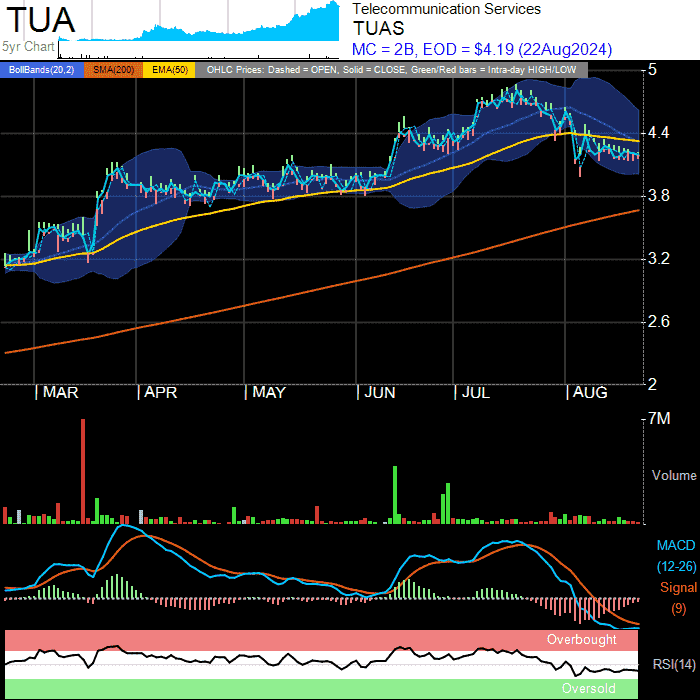 TUA
5yr Chart
Telecommunication Services
TUAS
MC = 2B, EOD = $4.19 (22Aug2024)
BollBands(20,2) SMA(200) EMA(50) OHLC Prices: Dashed = OPEN, Solid = CLOSE, Green/Red bars = Intra-day HIGH/LOW
5
4.4
3.8
3.2
2.6
2
MAR APR MAY JUN JUL AUG
7M
Volume
MACD
(12-26)
Signal
(9)
Overbought
RSI(14)
Oversold